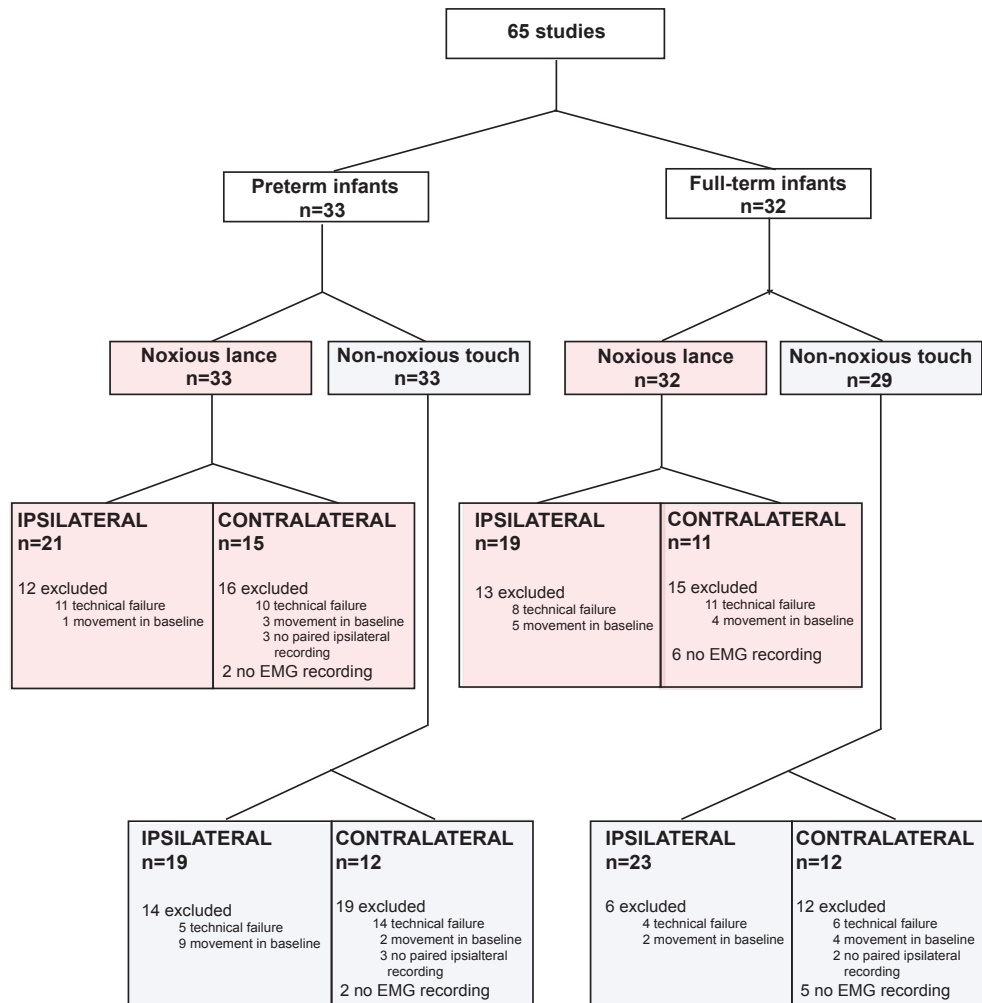 65 studies
Preterm infants
n=33
Full-term infants
n=32
Noxious lance
n=33
Non-noxious touch
n=33
Noxious lance
n=32
Non-noxious touch
n=29
IPSILATERAL
n=21
12 excluded
11 technical failure
1 movement in baseline
CONTRALATERAL
n=15
16 excluded
10 technical failure
3 movement in baseline
3 no paired ipsilateral
recording
2 no EMG recording
IPSILATERAL
n=19
13 excluded
8 technical failure
5 movement in baseline
CONTRALATERAL
n=11
15 excluded
11 technical failure
4 movement in baseline
6 no EMG recording
IPSILATERAL
n=19
14 excluded
5 technical failure
9 movement in baseline
CONTRALATERAL
n=12
19 excluded
14 technical failure
2 movement in baseline
3 no paired ipsialteral
recording
2 no EMG recording
IPSILATERAL
n=23
6 excluded
4 technical failure
2 movement in baseline
CONTRALATERAL
n=12
12 excluded
6 technical failure
4 movement in baseline
2 no paired ipsilateral
recording
5 no EMG recording